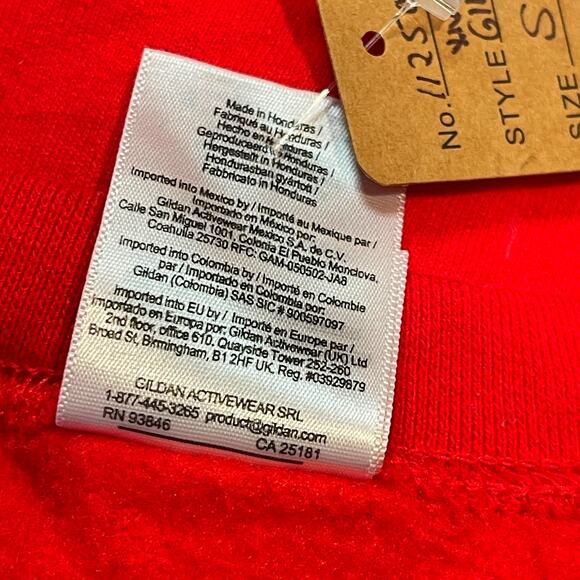 No. 1125
STYLE
SIZE S
Made in Honduras /
Fabriqué au Honduras /
Hecho en Honduras /
Geproduceerd in Honduras /
Hergestellt in Honduras /
Hondurasban gyártott /
Fabbricato in Honduras
Imported into Mexico by / Importé au Mexique par /
Importado en México por:
Gildan Activewear Mexico S.A. de C.V.
Calle San Miguel 1001, Colonia El Pueblo Monclova,
Coahuila 25730 RFC: GAM-050502-JA8
Imported into Colombia by / Importé en Colombie
par / Importado en Colombia por:
Gildan (Colombia) SAS SIC # 900597097
Imported into EU by / Importé en Europe par /
Importado en Europa por: Gildan Activewear (UK) Ltd
2nd floor, office 610, Quayside Tower 252-260
Broad St, Birmingham, B1 2HF UK. Reg. #03929879
GILDAN ACTIVEWEAR SRL
1-877-445-3265 product@gildan.com
RN 93846 CA 25181